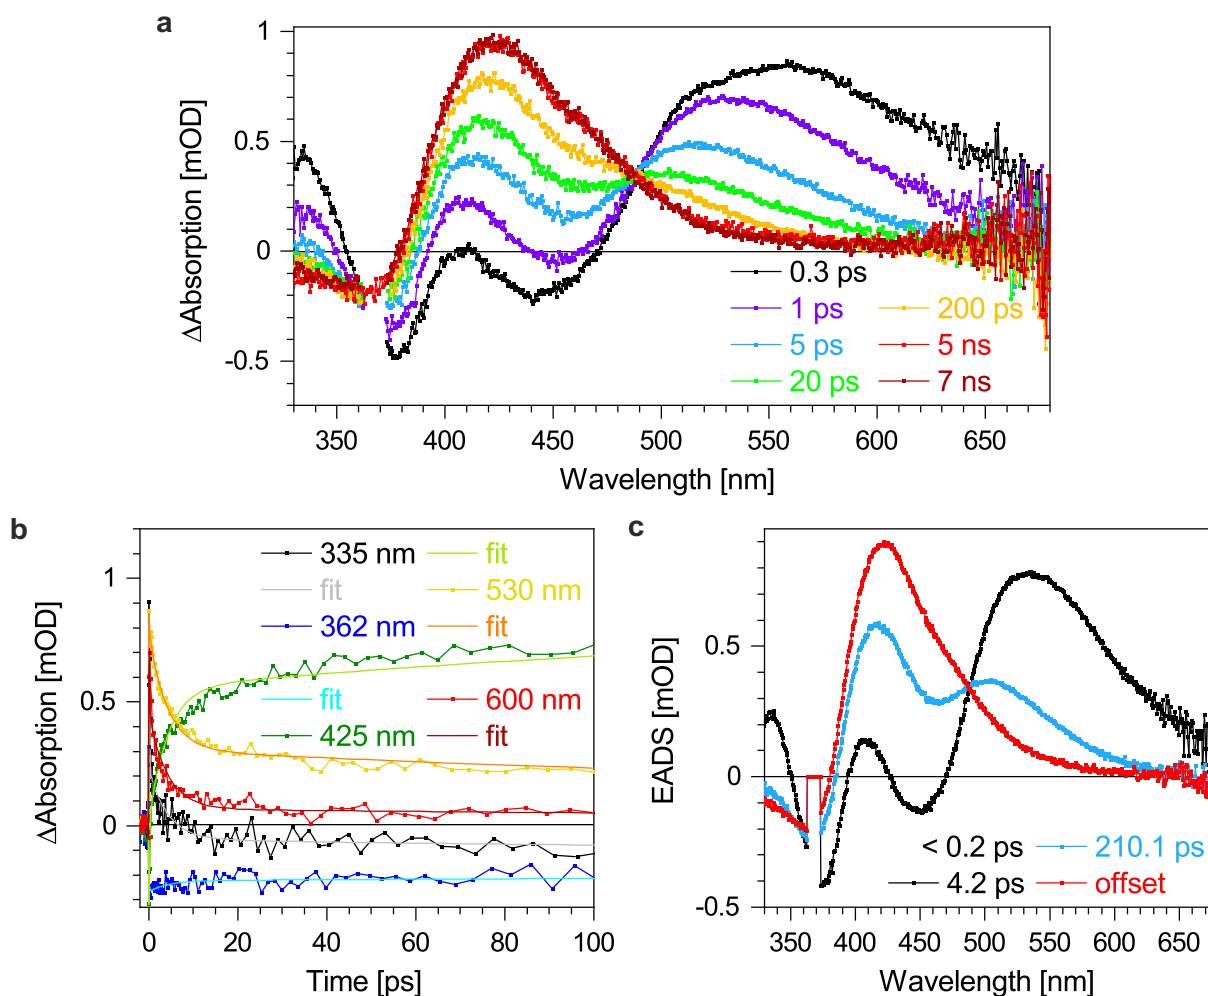 a
1
0.5
0
-0.5
ΔAbsorption [mOD]
0.3 ps
1 ps
200 ps
5 ps
5 ns
20 ps
7 ns
350 400 450 500 550 600 650
Wavelength [nm]
b
1
0.5
0
ΔAbsorption [mOD]
335 nm
fit
fit
530 nm
362 nm
fit
fit
600 nm
425 nm
fit
0 20 40 60 80 100
Time [ps]
c
0.5
0
-0.5
EADS [mOD]
< 0.2 ps
210.1 ps
4.2 ps
offset
350 400 450 500 550 600 650
Wavelength [nm]